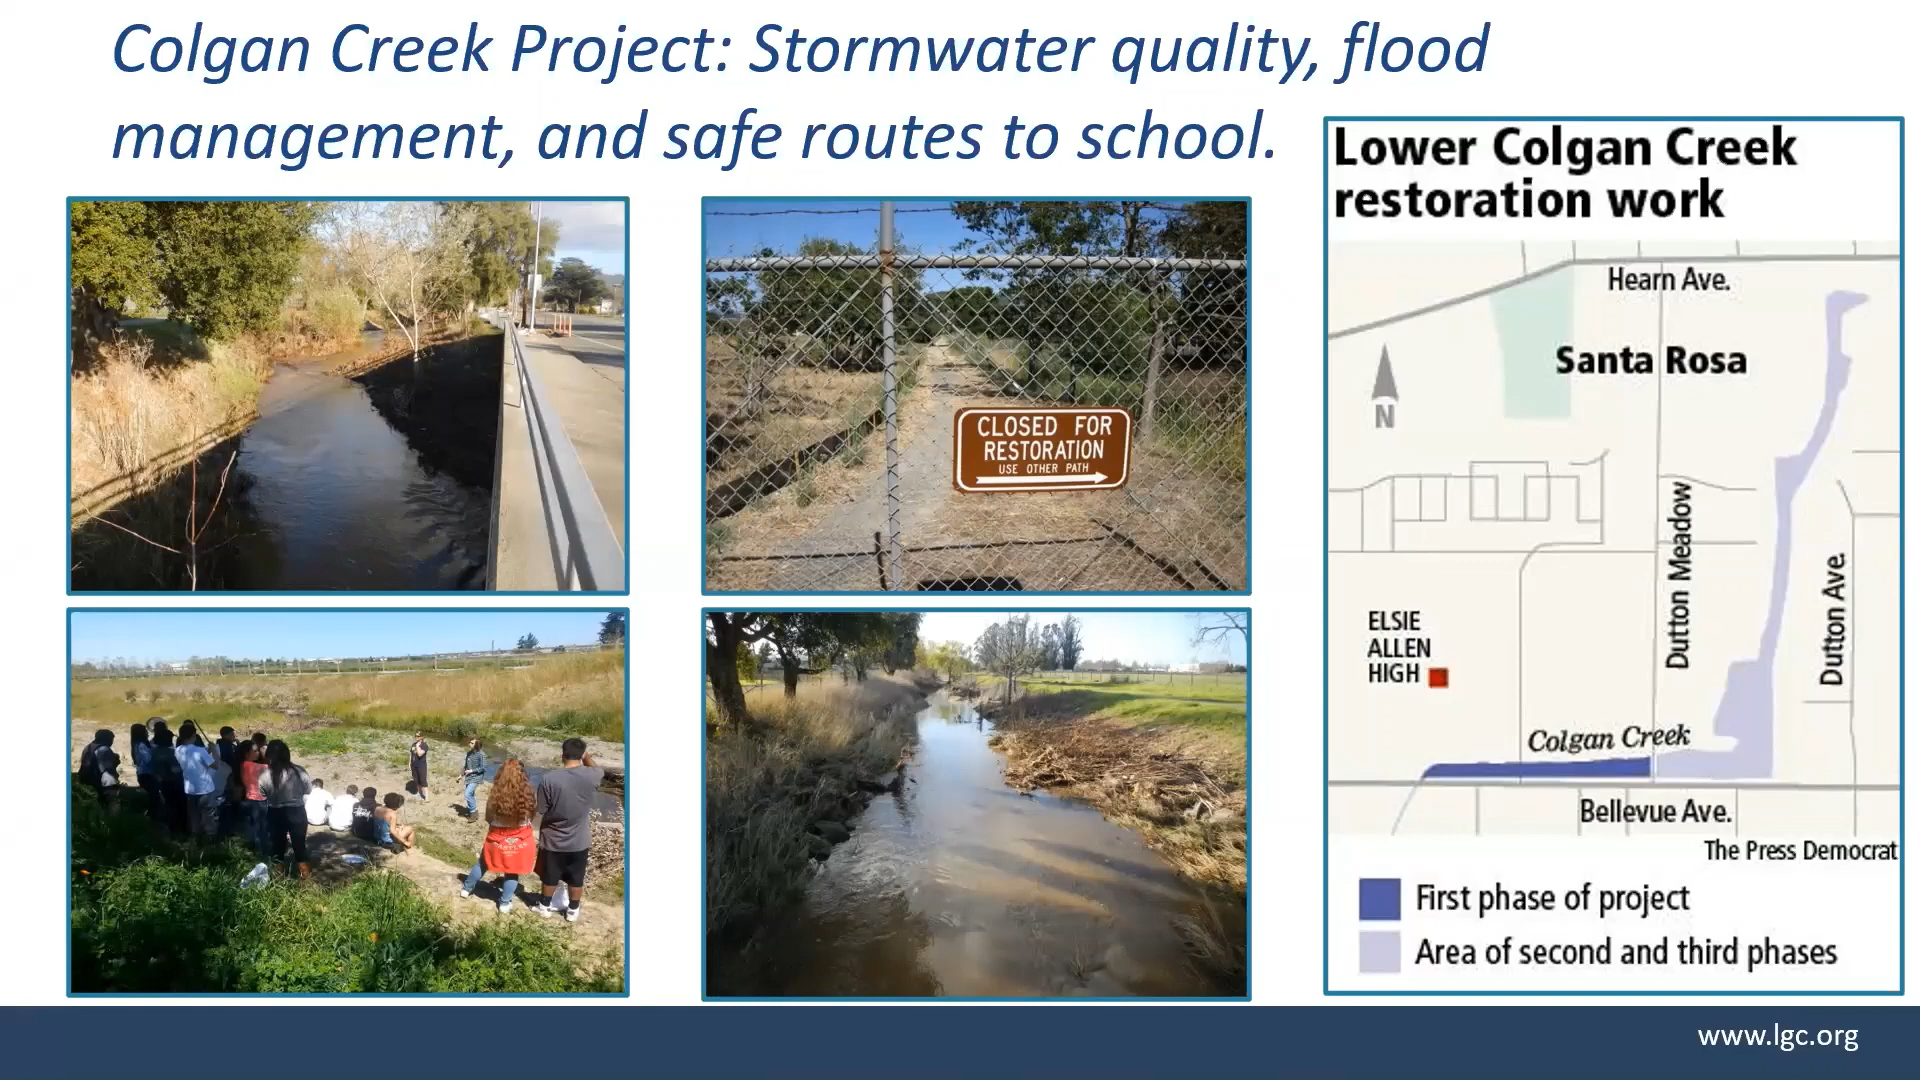 Colgan Creek Project: Stormwater quality, flood
management, and safe routes to school.
CLOSED FOR
RESTORATION
USE OTHER PATH
Lower Colgan Creek
restoration work
Hearn Ave.
Santa Rosa
N
Dutton Meadow
Dutton Ave.
ELSIE
ALLEN
HIGH
Colgan Creek
Bellevue Ave.
The Press Democrat
First phase of project
Area of second and third phases
www.lgc.org